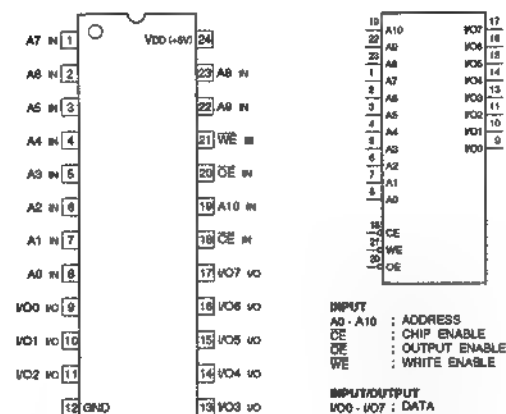 A7 IN 1
A6 IN 2
A5 IN 3
A4 IN 4
A3 IN 5
A2 IN 6
A1 IN 7
A0 IN 8
I/O0 I/O 9
I/O1 I/O 10
I/O2 I/O 11
12 GND
VDD (+5V) 24
23 A8 IN
22 A9 IN
21 WE IN
20 OE IN
19 A10 IN
18 CE IN
17 I/O7 I/O
16 I/O6 I/O
15 I/O5 I/O
14 I/O4 I/O
13 I/O3 I/O
19 A10
22 A9
23 A8
1 A7
2 A6
3 A5
4 A4
5 A3
6 A2
7 A1
8 A0
18 CE
21 WE
20 OE
I/O7 17
I/O6 16
I/O5 15
I/O4 14
I/O3 13
I/O2 11
I/O1 10
I/O0 9
INPUT
A0 - A10 : ADDRESS
CE : CHIP ENABLE
OE : OUTPUT ENABLE
WE : WRITE ENABLE
INPUT/OUTPUT
I/O0 - I/O7 : DATA